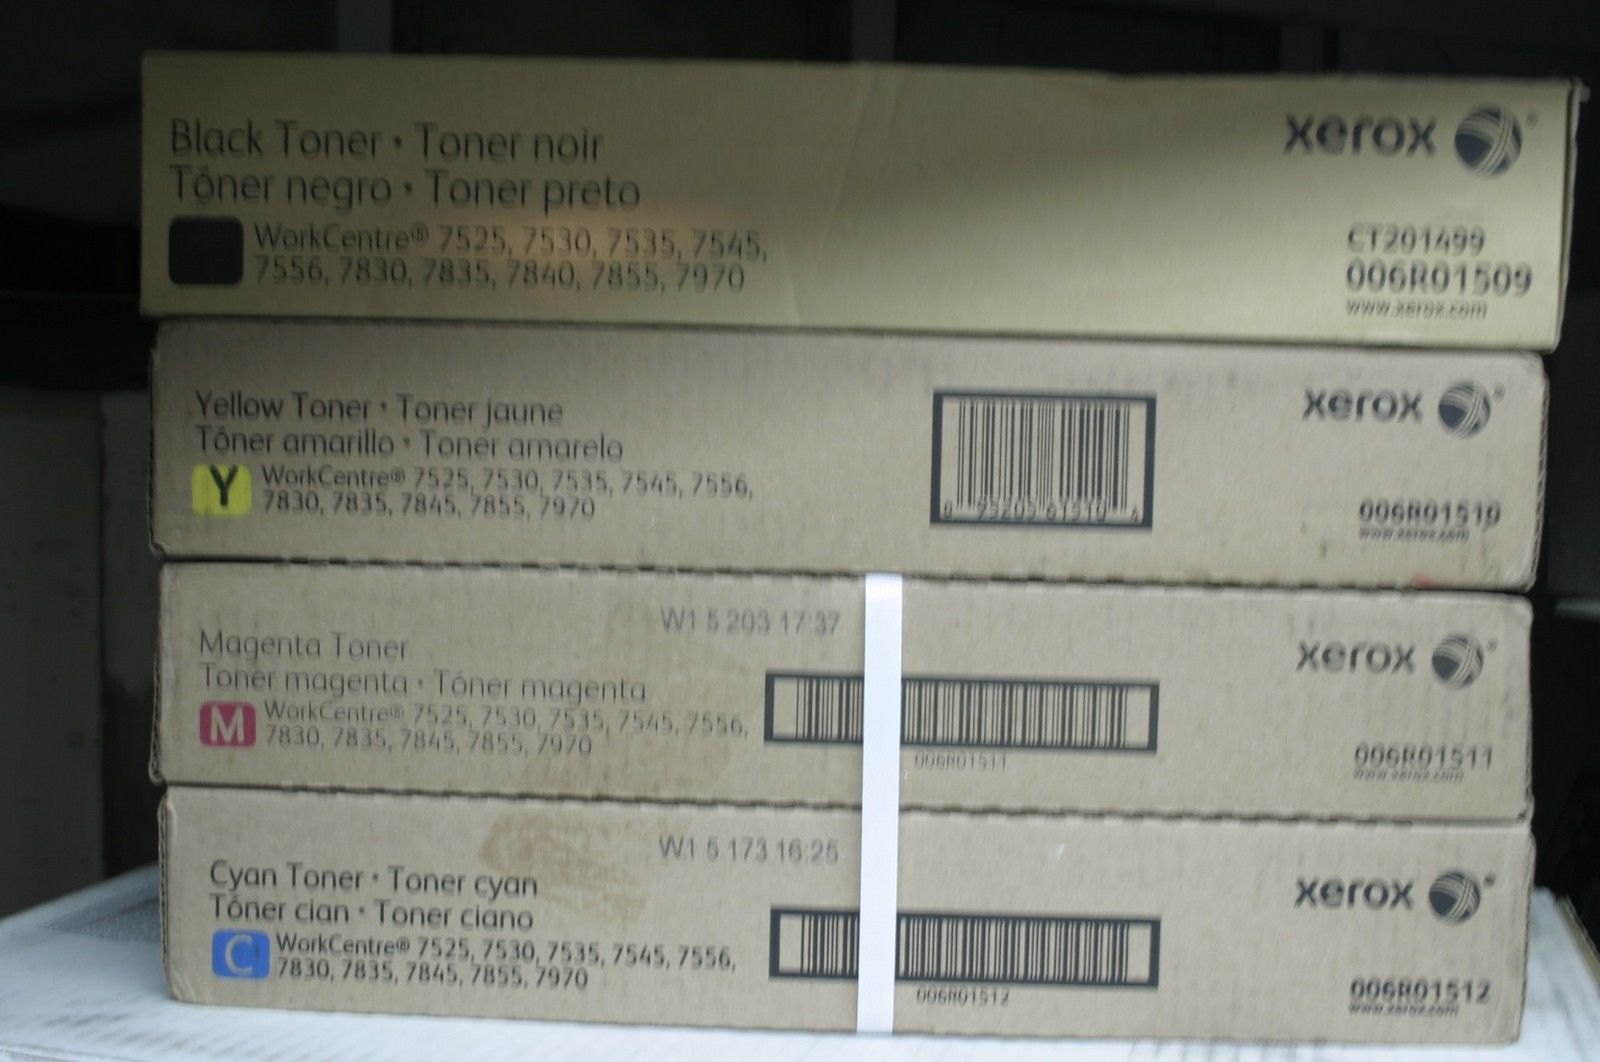 Black Toner • Toner noir
Tóner negro • Toner preto
WorkCentre® 7525, 7530, 7535, 7545,
7556, 7830, 7835, 7840, 7855, 7970
xerox ®
CT201499
006R01509
www.xerox.com
Yellow Toner • Toner jaune
Tóner amarillo • Toner amarelo
Y
WorkCentre® 7525, 7530, 7535, 7545, 7556,
7830, 7835, 7845, 7855, 7970
0 95205 61510 4
xerox ®
006R01510
www.xerox.com
W1 5 203 17:37
Magenta Toner
Toner magenta • Tóner magenta
M
WorkCentre® 7525, 7530, 7535, 7545, 7556,
7830, 7835, 7845, 7855, 7970
006R01511
xerox ®
006R01511
www.xerox.com
W1 5 173 16:25
Cyan Toner • Toner cyan
Tóner cian • Toner ciano
C
WorkCentre® 7525, 7530, 7535, 7545, 7556,
7830, 7835, 7845, 7855, 7970
006R01512
xerox ®
006R01512
www.xerox.com